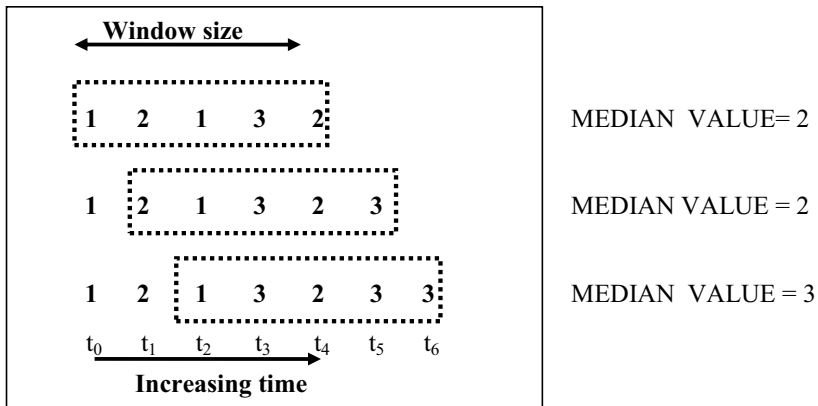 Window size
1 2 1 3 2 MEDIAN VALUE= 2
1 2 1 3 2 3 MEDIAN VALUE = 2
1 2 1 3 2 3 3 MEDIAN VALUE = 3
t0 t1 t2 t3 t4 t5 t6
Increasing time